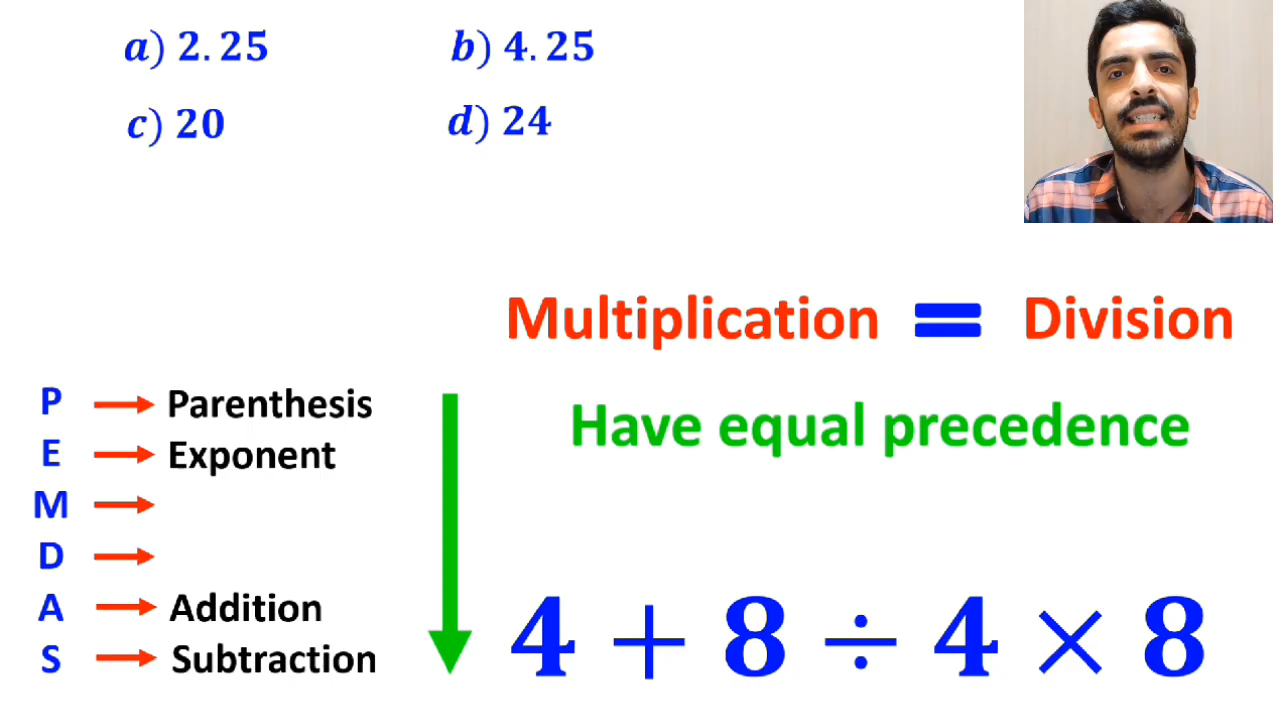 a) 2.25 b) 4.25
c) 20 d) 24
Multiplication = Division
Have equal precedence
P → Parenthesis
E → Exponent
M →
D →
A → Addition
S → Subtraction
4 + 8 ÷ 4 × 8